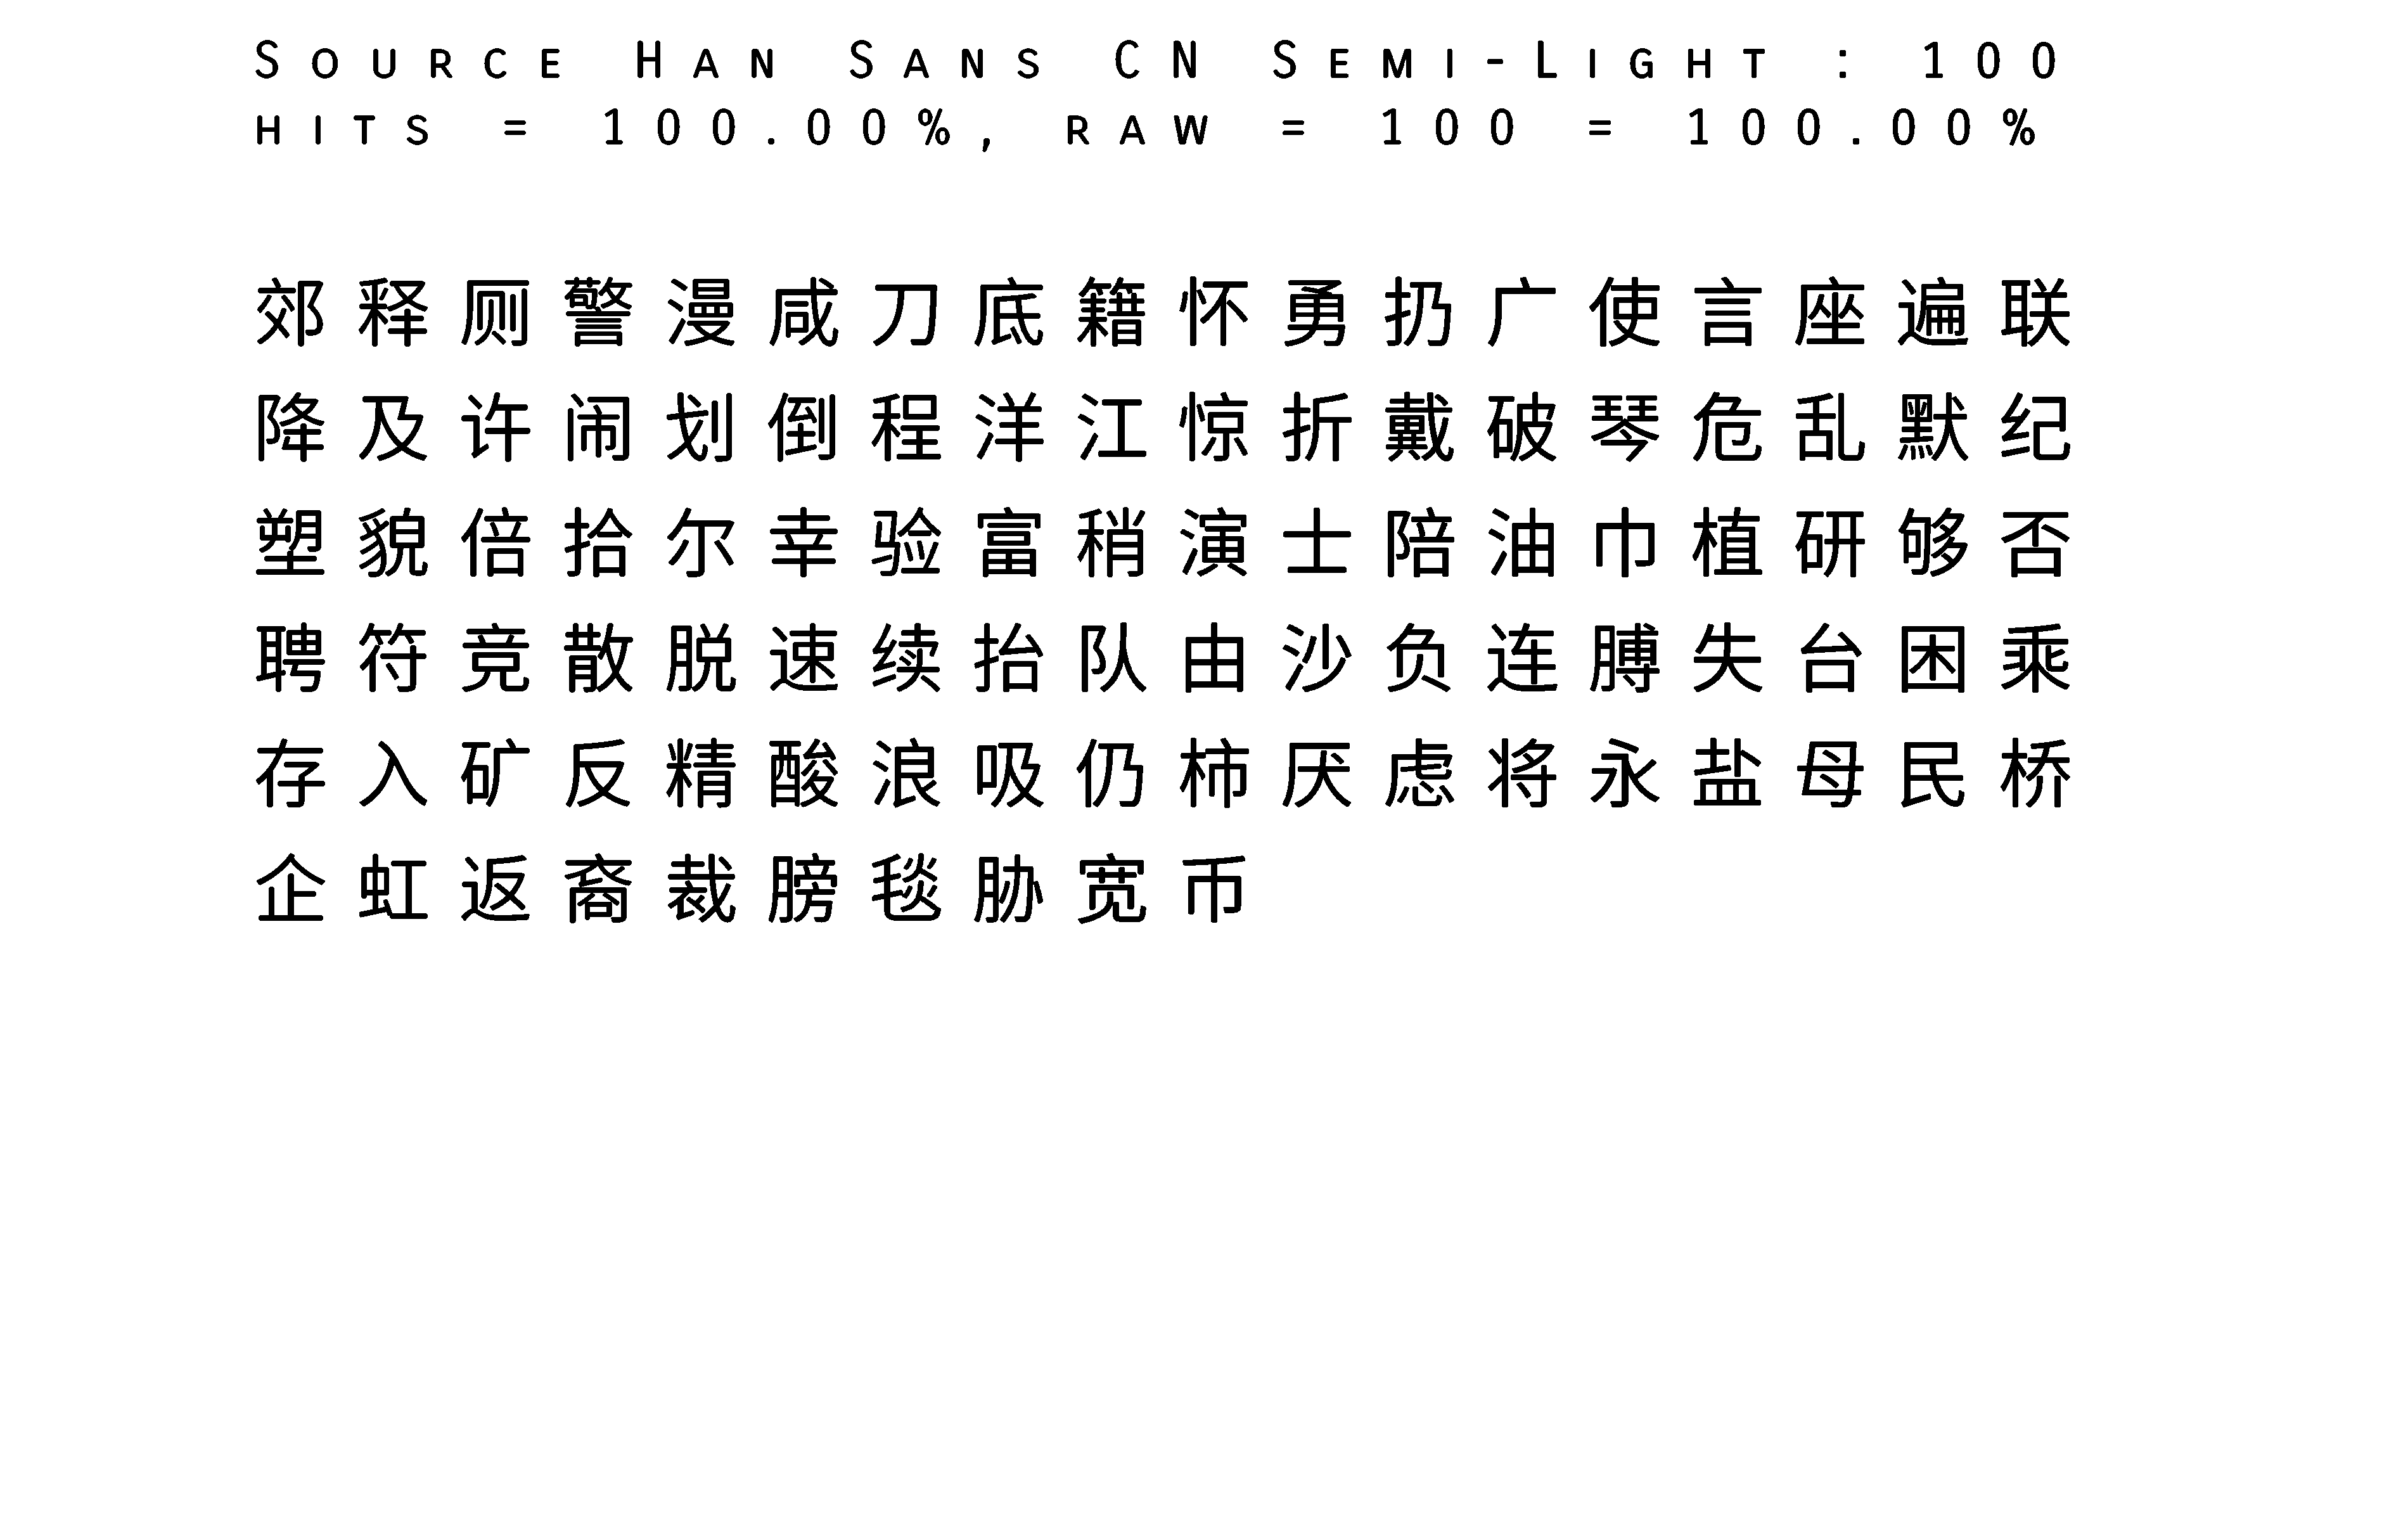 Source Han Sans CN Semi-Light : 100
hits = 100.00%, raw = 100 = 100.00%
郊释厕警漫咸刀底籍怀勇扔广使言座遍联
降及许闹划倒程洋江惊折戴破琴危乱默纪
塑貌倍拾尔幸验富稍演士陪油巾植研够否
聘符竞散脱速续抬队由沙负连膊失台困乘
存入矿反精酸浪吸仍柿厌虑将永盐母民桥
企虹返裔裁膀毯胁宽币